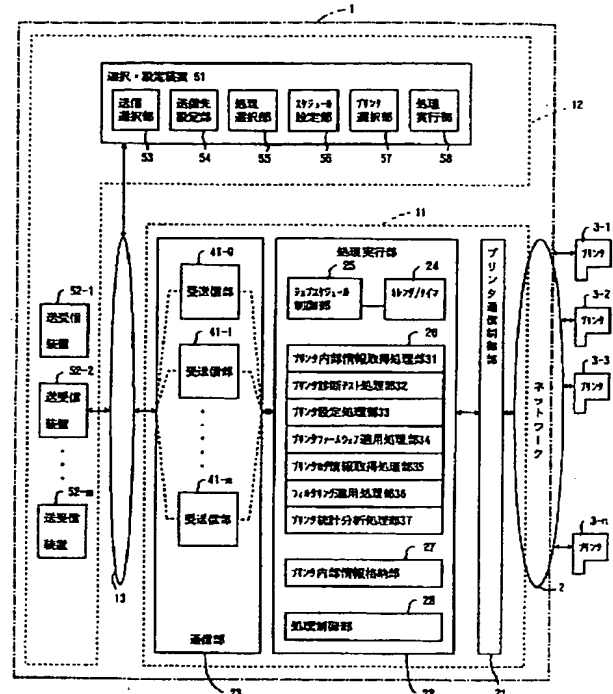 1
選択・設定装置 51
12
送信
選択部
送信先
設定部
処理
選択部
スケジュール
設定部
プリンタ
選択部
処理
実行部
53
54
55
56
57
58
11
41-0
受送信部
41-1
受送信部
41-m
受送信部
通信部
23
処理実行部
25
24
ジョブスケジュール
制御部
カレンダ/タイマ
26
プリンタ内部情報取得処理部31
プリンタ診断テスト処理部32
プリンタ設定処理部33
プリンタファームウェア適用処理部34
プリンタログ情報取得処理部35
フィルタリング適用処理部36
プリンタ統計分析処理部37
27
プリンタ内部情報格納部
28
処理制御部
22
プリンタ通信制御部
21
ネットワーク
2
3-1
プリンタ
3-2
プリンタ
3-3
プリンタ
3-n
プリンタ
52-1
送受信
装置
52-2
送受信
装置
52-m
送受信
装置
13